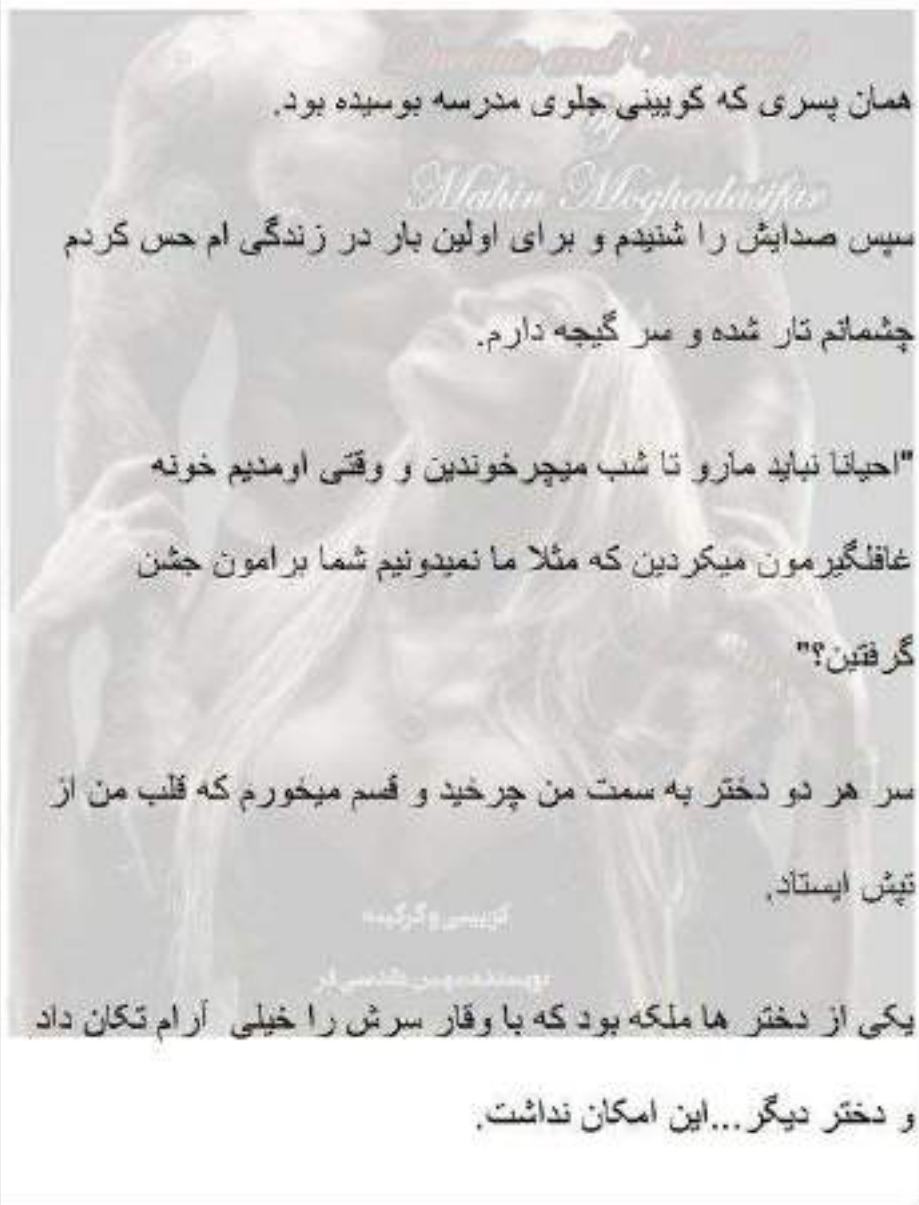 همان پسری که کویینی جلوی مدرسه بوسیده بود.
Mahin Moghadasifar
سپس صدایش را شنیدم و برای اولین بار در زندگی ام حس کردم
چشمانم تار شده و سر گیجه دارم.
"احیانا نباید مارو تا شب میچرخوندین و وقتی اومدیم خونه
غافلگیرمون میکردین که مثلا ما نمیدونیم شما برامون جشن
گرفتین؟"
سر هر دو دختر به سمت من چرخید و قسم میخورم که قلب من از
تپش ایستاد.
یکی از دختر ها ملکه بود که با وقار سرش را خیلی آرام تکان داد
و دختر دیگر...این امکان نداشت.